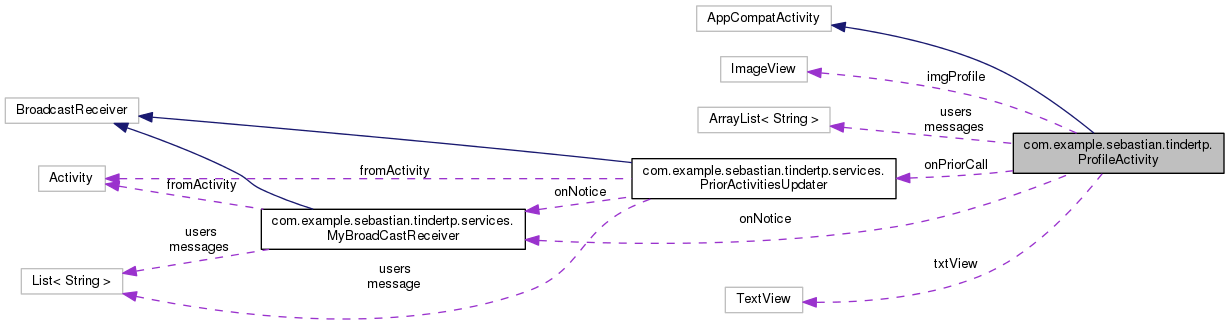 AppCompatActivity
ImageView
imgProfile
BroadcastReceiver
ArrayList< String >
users
messages
com.example.sebastian.tindertp.
ProfileActivity
Activity
fromActivity
fromActivity
com.example.sebastian.tindertp.services.
PriorActivitiesUpdater
onPriorCall
onNotice
com.example.sebastian.tindertp.services.
MyBroadCastReceiver
onNotice
users
messages
List< String >
users
message
txtView
TextView